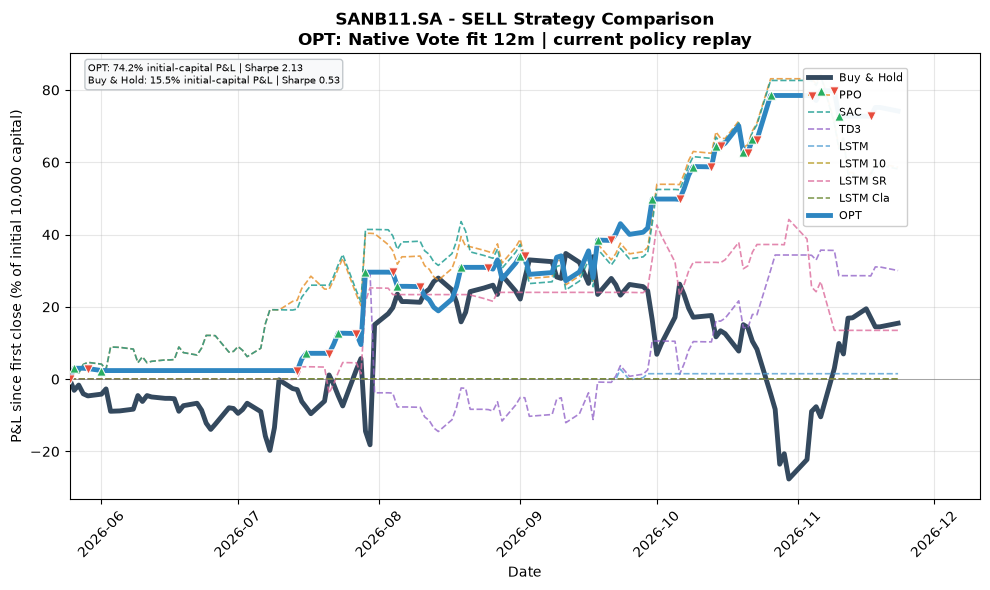 SANB11.SA - SELL Strategy Comparison
OPT: Native Vote fit 12m | current policy replay
OPT: 74.2% initial-capital P&L | Sharpe 2.13
Buy & Hold: 15.5% initial-capital P&L | Sharpe 0.53
Buy & Hold
PPO
SAC
TD3
LSTM
LSTM 10
LSTM SR
LSTM Cla
OPT
P&L since first close (% of initial 10,000 capital)
80
60
40
20
0
−20
2026-06
2026-07
2026-08
2026-09
2026-10
2026-11
2026-12
Date